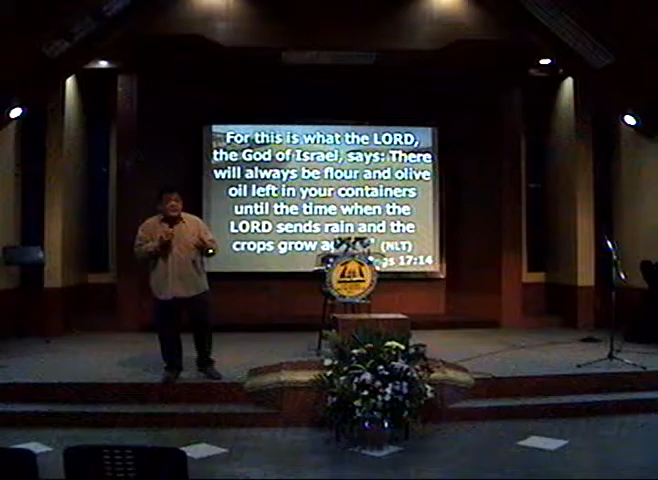 For this is what the LORD,
the God of Israel, says: There
will always be flour and olive
oil left in your containers
until the time when the
LORD sends rain and the
crops grow (NLT)
17:14